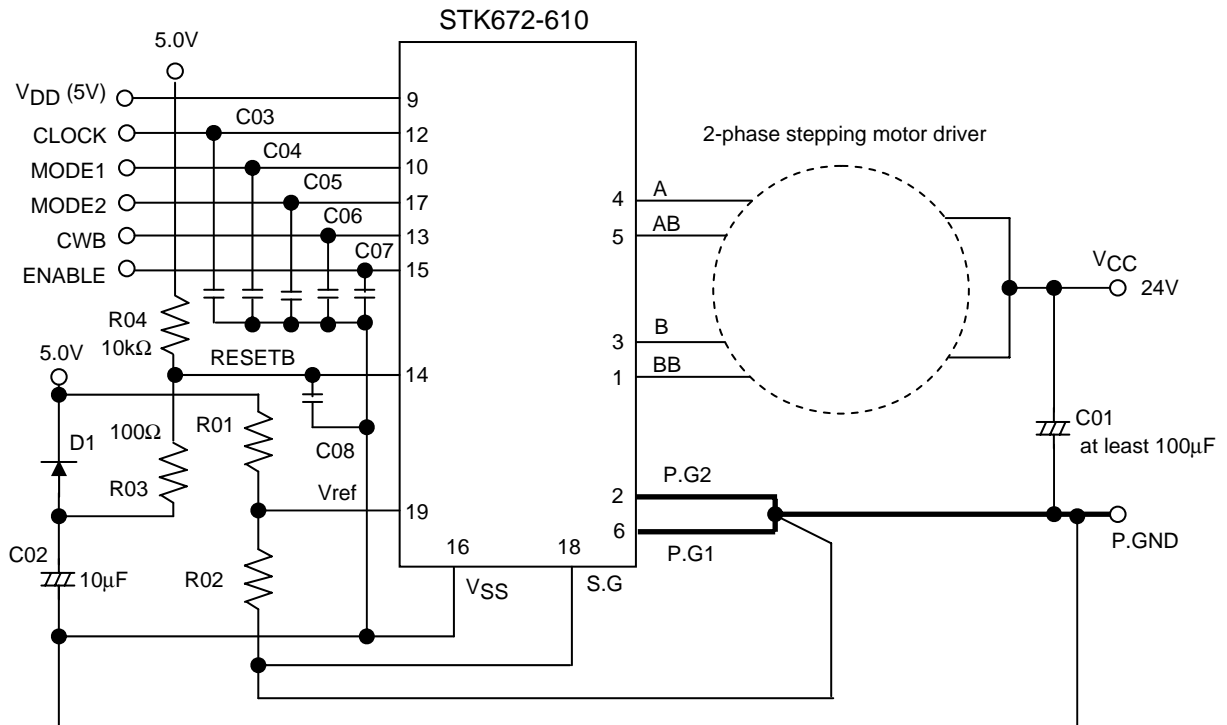 STK672-610
5.0V
VDD (5V)
9
C03
CLOCK
12
2-phase stepping motor driver
C04
MODE1
10
C05
MODE2
17
4
A
C06
CWB
13
5
AB
C07
ENABLE
15
VCC
24V
R04
10kΩ
3
B
5.0V
RESETB
14
1
BB
D1
100Ω
R01
C08
C01
at least 100μF
R03
Vref
19
2
P.G2
6
P.G1
P.GND
C02
10μF
R02
16
18
VSS
S.G